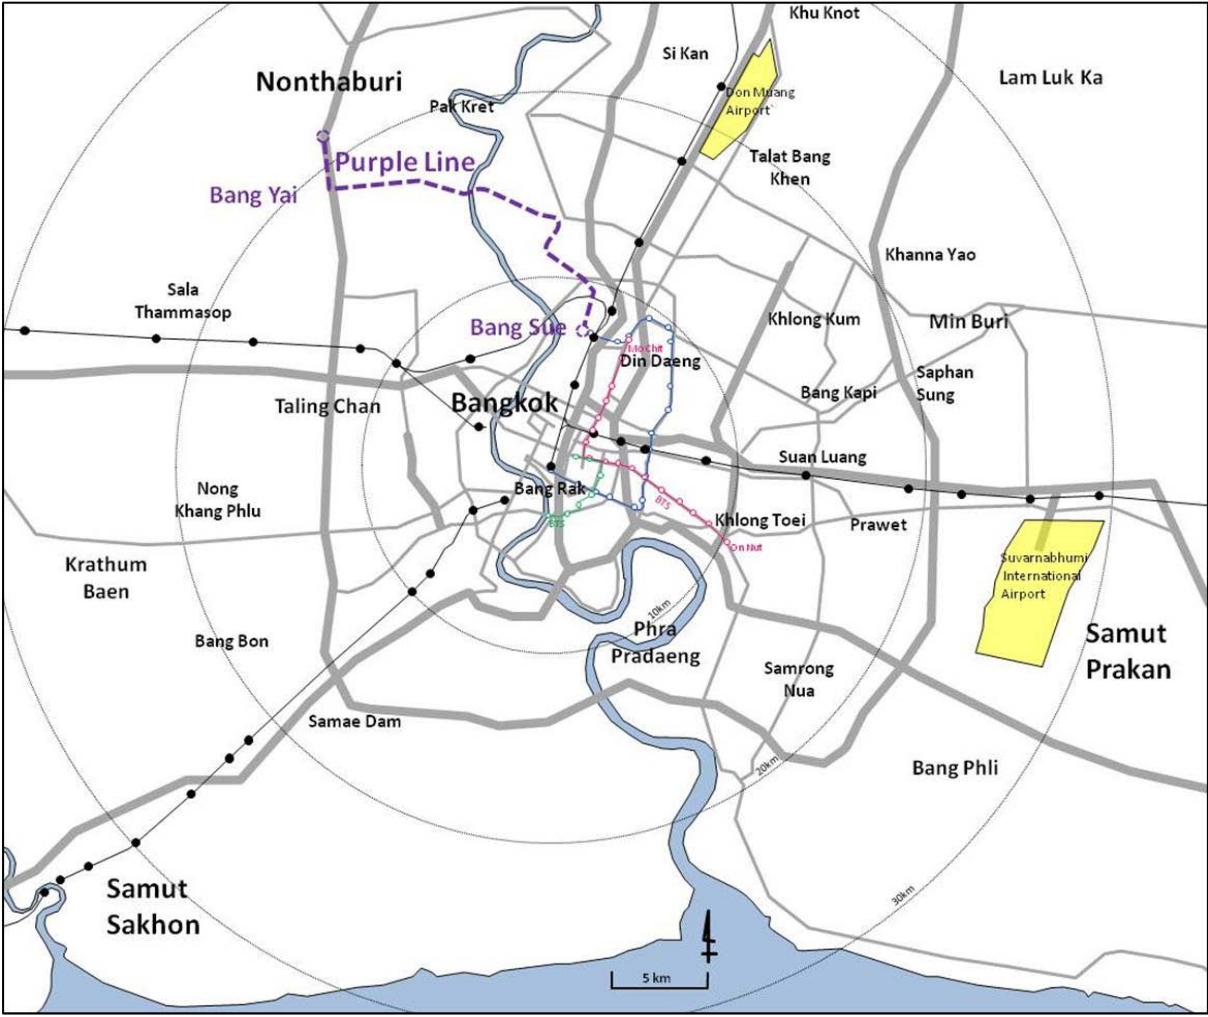 Khu Knot
Si Kan
Lam Luk Ka
Nonthaburi
Don Muang
Airport
Pak Kret
Purple Line
Talat Bang
Khen
Bang Yai
Khanna Yao
Sala
Thammasop
Khlong Kum
Min Buri
Bang Sue
Mo Chit
Din Daeng
Saphan
Sung
Bang Kapi
Taling Chan
Bangkok
Suan Luang
Nong
Khang Phlu
Bang Rak
BTS
BTS
Khlong Toei
Prawet
On Nut
Krathum
Baen
Suvarnabhumi
International
Airport
10km
Phra
Pradaeng
Samut
Prakan
Bang Bon
Samrong
Nua
Samae Dam
20km
Bang Phli
30km
Samut
Sakhon
5 km